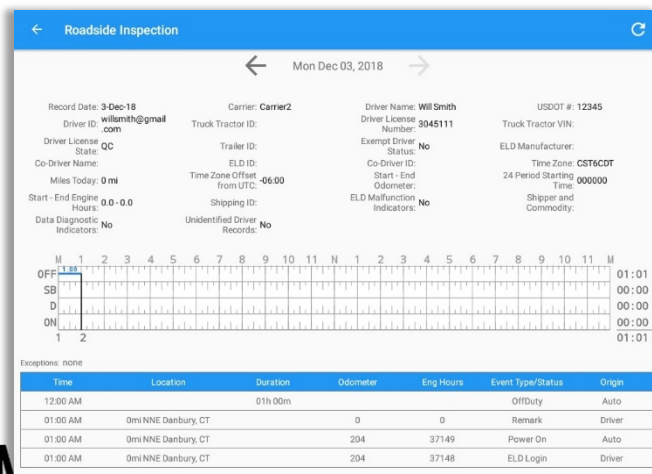 Roadside Inspection
Mon Dec 03, 2018
Record Date: 3-Dec-18 Carrier: Carrier2 Driver Name: Will Smith USDOT #: 12345
Driver ID: willsmith@gmail.com Truck Tractor ID: Driver License Number: 3045111 Truck Tractor VIN:
Driver License State: QC Trailer ID: Exempt Driver Status: No ELD Manufacturer:
Co-Driver Name: ELD ID: Co-Driver ID: Time Zone: CST6CDT
Miles Today: 0 mi Time Zone Offset from UTC: -06:00 Start - End Odometer: 24 Period Starting Time: 000000
Start - End Engine Hours: 0.0 - 0.0 Shipping ID: ELD Malfunction Indicators: No Shipper and Commodity:
Data Diagnostic Indicators: No Unidentified Driver Records: No
M 1 2 3 4 5 6 7 8 9 10 11 N 1 2 3 4 5 6 7 8 9 10 11 M
OFF 1:00 01:01
SB 00:00
D 00:00
ON 00:00
1 2 01:01
Exceptions: none
Time Location Duration Odometer Eng Hours Event Type/Status Origin
12:00 AM 01h 00m OffDuty Auto
01:00 AM 0mi NNE Danbury, CT 0 0 Remark Driver
01:00 AM 0mi NNE Danbury, CT 204 37149 Power On Auto
01:00 AM 0mi NNE Danbury, CT 204 37148 ELD Login Driver